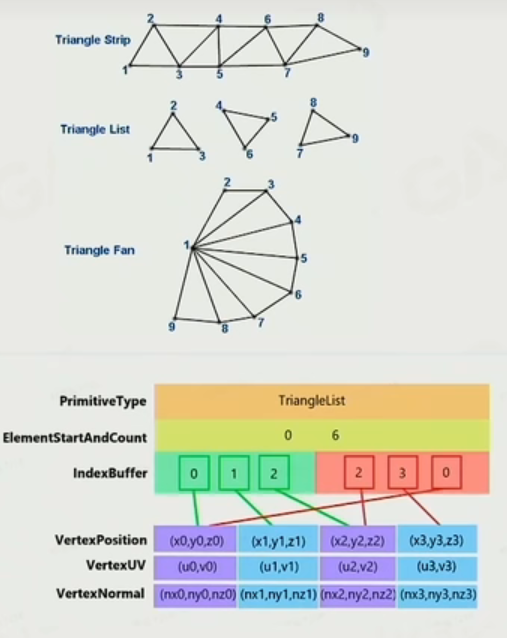 2 4 6 8
Triangle Strip
9
1 3 5 7
2 4 8
5
Triangle List
9
1 3 6 7
2 3
4
1
Triangle Fan
5
6
9 8 7
PrimitiveType TriangleList
ElementStartAndCount 0 6
IndexBuffer 0 1 2 2 3 0
VertexPosition (x0,y0,z0) (x1,y1,z1) (x2,y2,z2) (x3,y3,z3)
VertexUV (u0,v0) (u1,v1) (u2,v2) (u3,v3)
VertexNormal (nx0,ny0,nz0) (nx1,ny1,nz1) (nx2,ny2,nz2) (nx3,ny3,nz3)